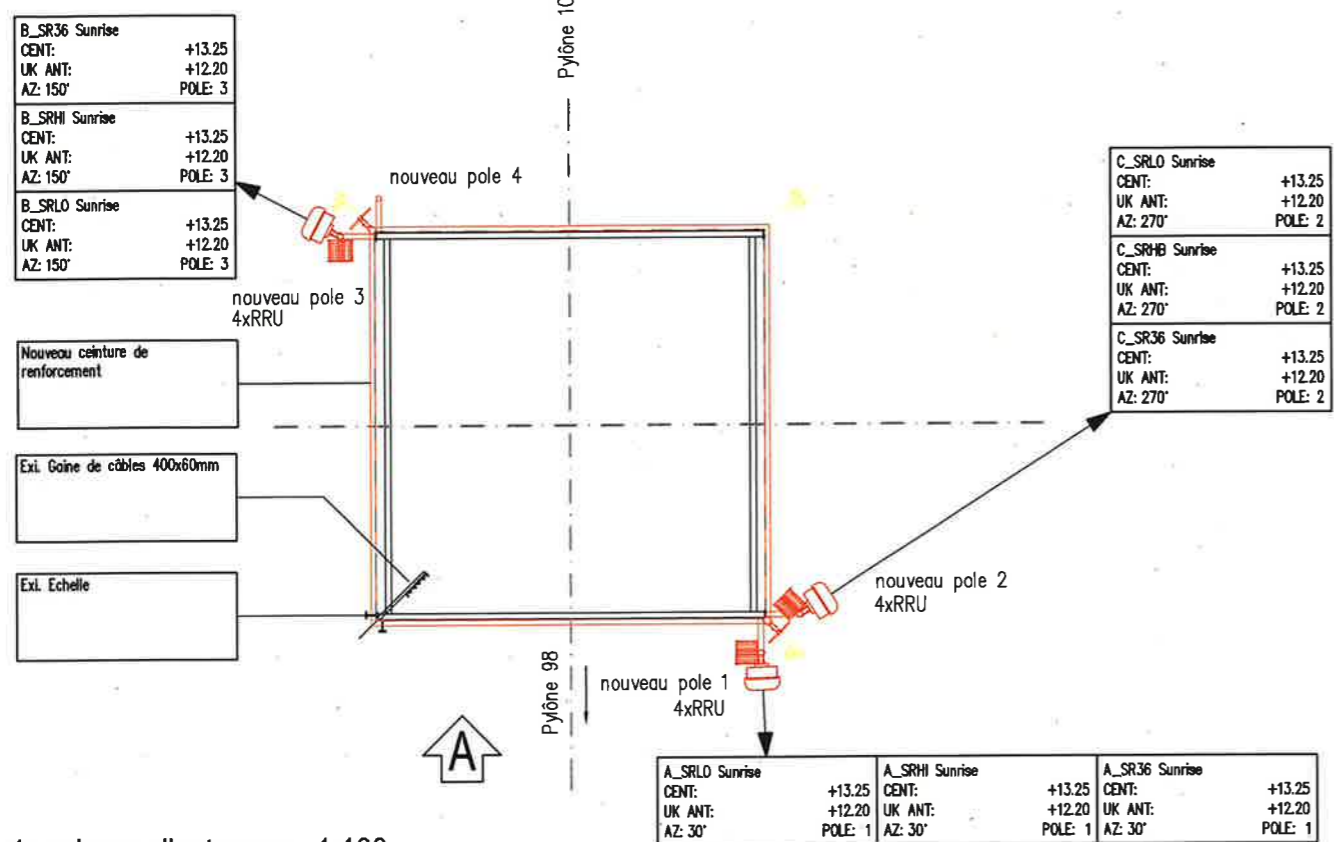 B_SR36 Sunrise
CENT: +13.25
UK ANT: +12.20
AZ: 150° POLE: 3
B_SRHI Sunrise
CENT: +13.25
UK ANT: +12.20
AZ: 150° POLE: 3
B_SRLO Sunrise
CENT: +13.25
UK ANT: +12.20
AZ: 150° POLE: 3
Pylône 10
nouveau pole 4
C_SRLO Sunrise
CENT: +13.25
UK ANT: +12.20
AZ: 270° POLE: 2
C_SRHB Sunrise
CENT: +13.25
UK ANT: +12.20
AZ: 270° POLE: 2
C_SR36 Sunrise
CENT: +13.25
UK ANT: +12.20
AZ: 270° POLE: 2
nouveau pole 3
4xRRU
Nouveau ceinture de
renforcement
Exi. Gaine de câbles 400x60mm
Exi. Echelle
nouveau pole 2
4xRRU
Pylône 98
nouveau pole 1
4xRRU
A
A_SRLO Sunrise
CENT: +13.25
UK ANT: +12.20
AZ: 30° POLE: 1
A_SRHI Sunrise
CENT: +13.25
UK ANT: +12.20
AZ: 30° POLE: 1
A_SR36 Sunrise
CENT: +13.25
UK ANT: +12.20
AZ: 30° POLE: 1